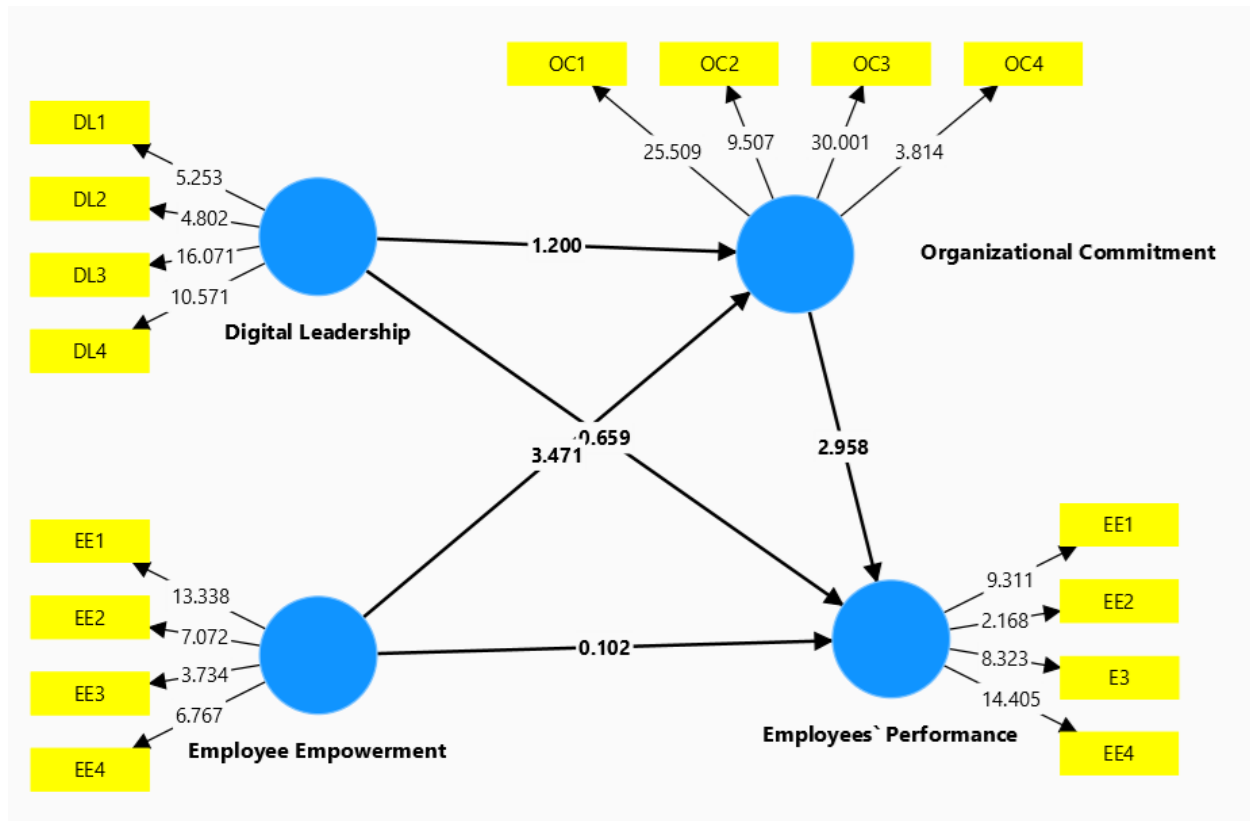 OC1 OC2 OC3 OC4
DL1
25.509 9.507 30.001 3.814
5.253
DL2
4.802
16.071
DL3
10.571
DL4
Digital Leadership
1.200
Organizational Commitment
0.659
3.471
2.958
EE1
13.338
EE2
7.072
3.734
EE3
6.767
EE4
Employee Empowerment
0.102
EE1
9.311
EE2
2.168
8.323
E3
14.405
EE4
Employees` Performance